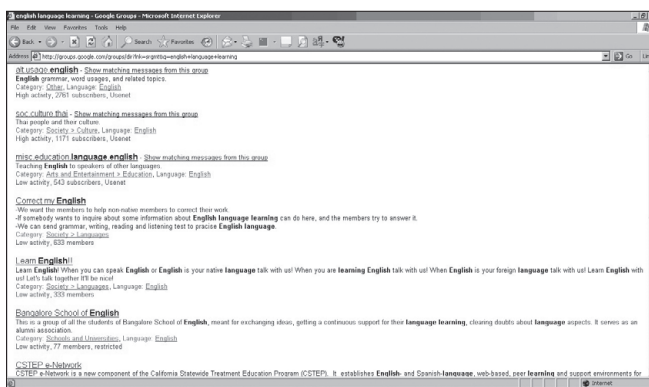 english language learning - Google Groups - Microsoft Internet Explorer
File Edit View Favorites Tools Help
Back Search Favorites
Address http://groups.google.com/groups/dir?lnk=srgmt&q=english+language+learning Go
alt.usage.english - Show matching messages from this group
English grammar, word usages, and related topics.
Category: Other, Language: English
High activity, 2761 subscribers, Usenet
soc.culture.thai - Show matching messages from this group
Thai people and their culture.
Category: Society > Culture, Language: English
High activity, 1171 subscribers, Usenet
misc.education.language.english - Show matching messages from this group
Teaching English to speakers of other languages.
Category: Arts and Entertainment > Education, Language: English
Low activity, 543 subscribers, Usenet
Correct my English
-We want the members to help non-native members to correct their work.
-If somebody wants to inquire about some information about English language learning can do here, and the members try to answer it.
-We can send grammar, writing, reading and listening test to pracise English language.
Category: Society > Languages
Low activity, 633 members
Learn English!!
Learn English! When you can speak English or English is your native language talk with us! When you are learning English talk with us! When English is your foreign language talk with us! Learn English with
us! Let's talk together It'll be nice!
Category: Society > Languages, Language: English
Low activity, 333 members
Bangalore School of English
This is a group of all the students of Bangalore School of English, meant for exchanging ideas, getting a continuous support for their language learning, clearing doubts about language aspects. It serves as an
alumni association.
Category: Schools and Universities, Language: English
Low activity, 77 members, restricted
CSTEP e-Network
CSTEP e-Network is a new component of the California Statewide Treatment Education Program (CSTEP). It establishes English- and Spanish-language, web-based, peer learning and support environments for
Internet